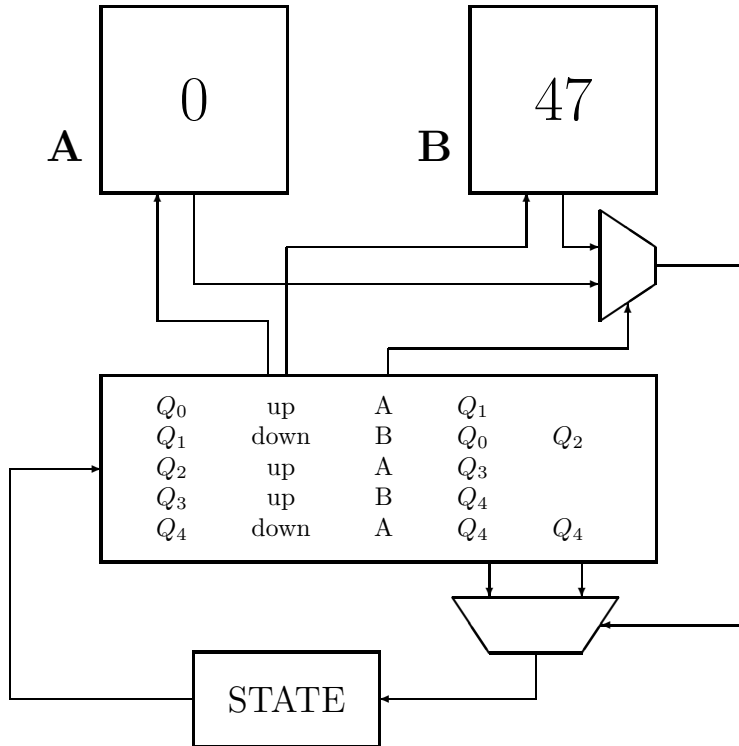 0
47
A
B
Q₀ up A Q₁
Q₁ down B Q₀ Q₂
Q₂ up A Q₃
Q₃ up B Q₄
Q₄ down A Q₄ Q₄
STATE